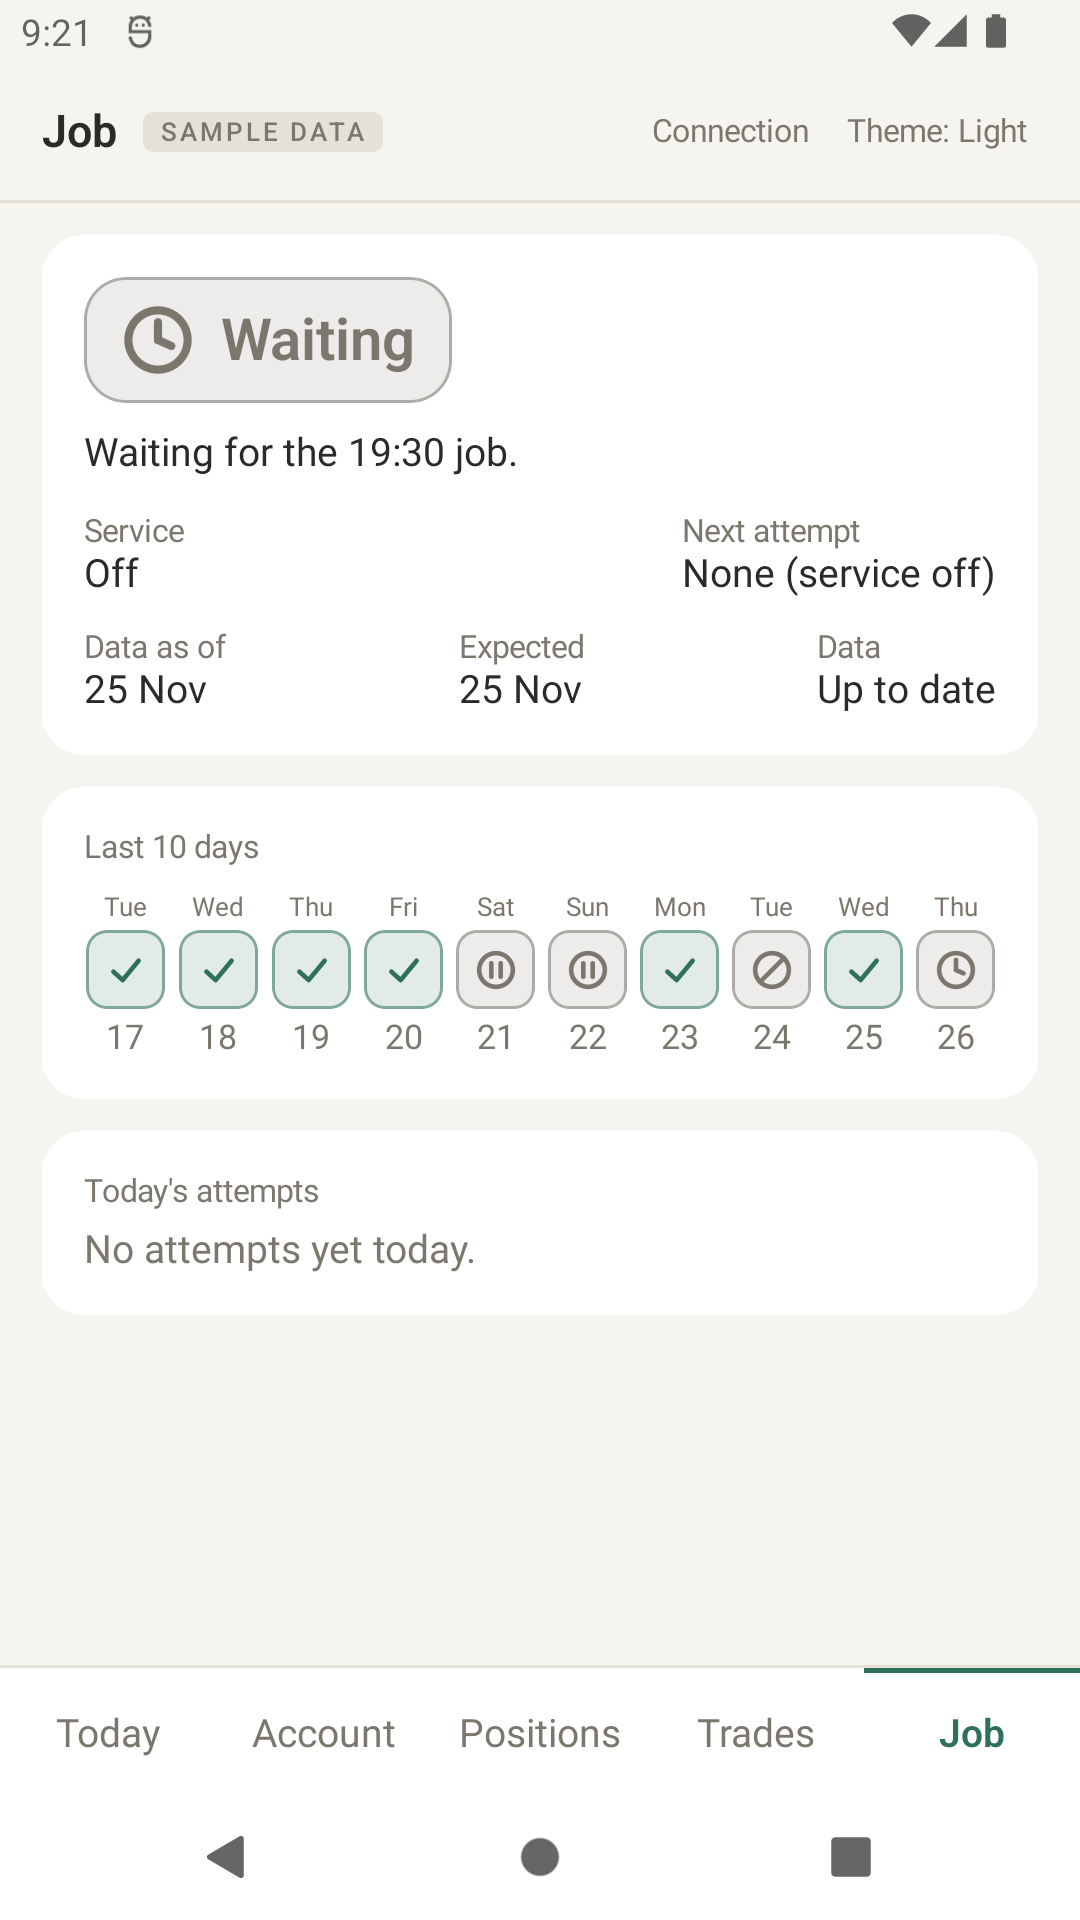 9:21
Job SAMPLE DATA Connection Theme: Light
Waiting
Waiting for the 19:30 job.
Service Next attempt
Off None (service off)
Data as of Expected Data
25 Nov 25 Nov Up to date
Last 10 days
Tue Wed Thu Fri Sat Sun Mon Tue Wed Thu
17 18 19 20 21 22 23 24 25 26
Today's attempts
No attempts yet today.
Today Account Positions Trades Job